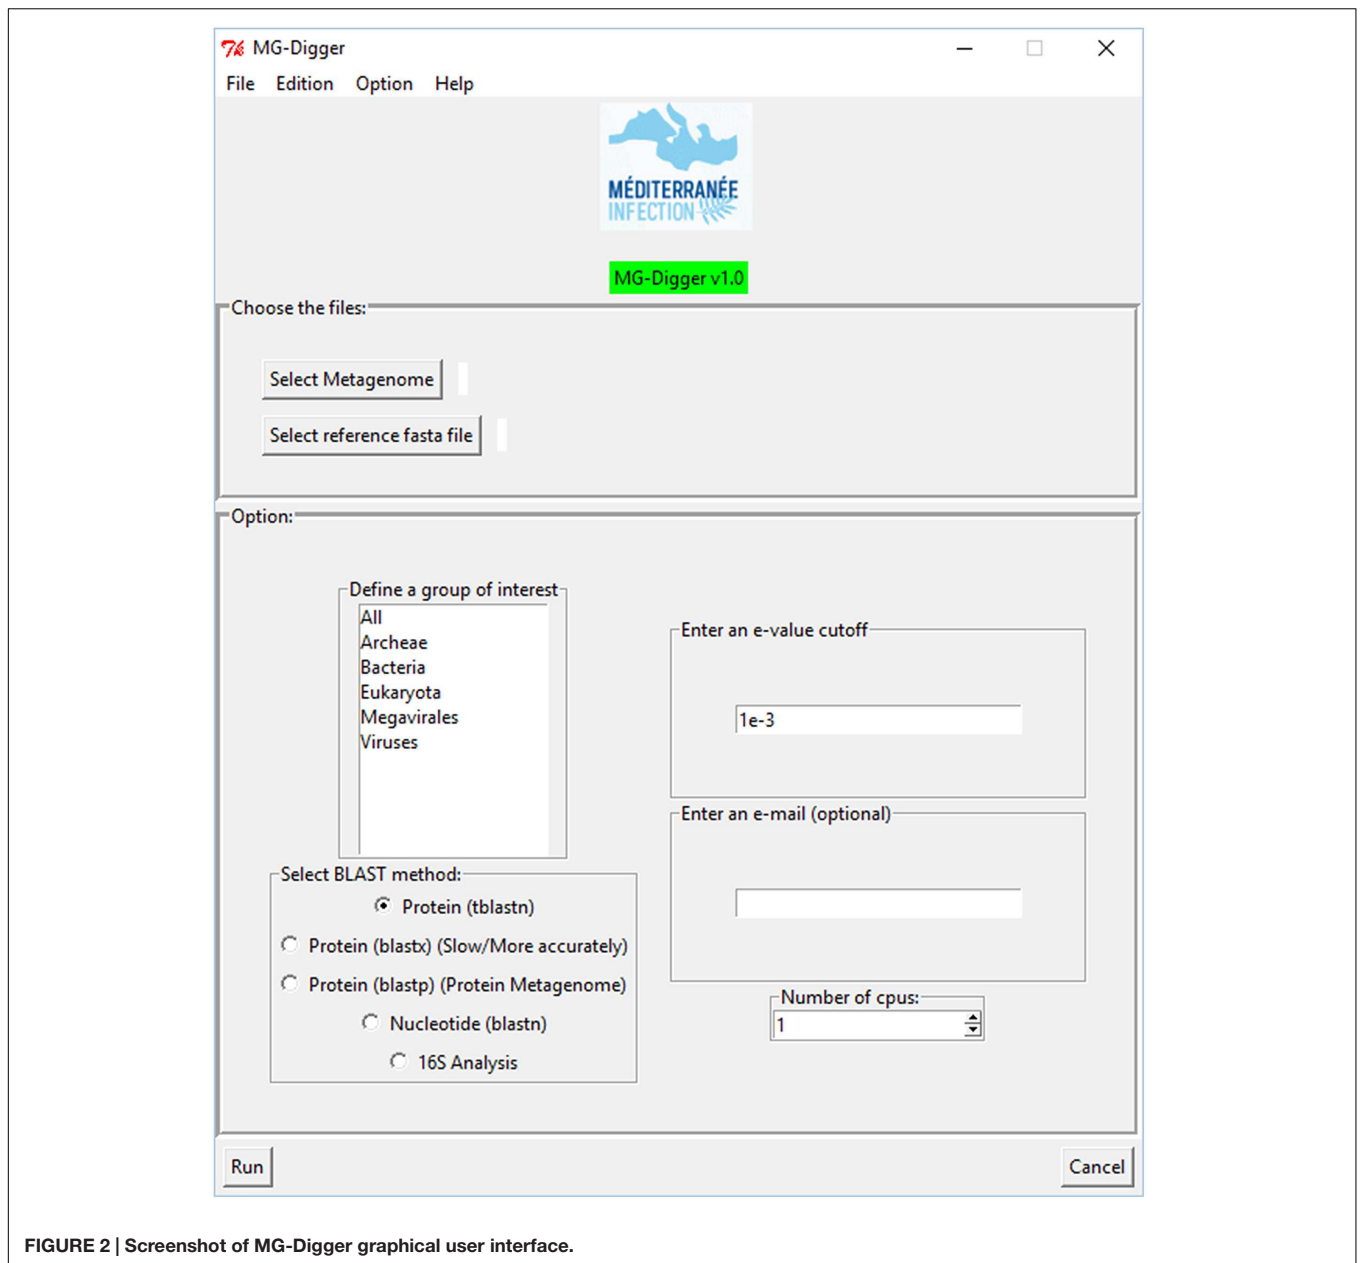 MG-Digger
File Edition Option Help
MÉDITERRANÉE
INFECTION
MG-Digger v1.0
Choose the files:
Select Metagenome
Select reference fasta file
Option:
Define a group of interest
All
Archeae
Bacteria
Eukaryota
Megavirales
Viruses
Enter an e-value cutoff
1e-3
Enter an e-mail (optional)
Select BLAST method:
Protein (tblastn)
Protein (blastx) (Slow/More accurately)
Protein (blastp) (Protein Metagenome)
Nucleotide (blastn)
16S Analysis
Number of cpus:
1
Run
Cancel
FIGURE 2 | Screenshot of MG-Digger graphical user interface.